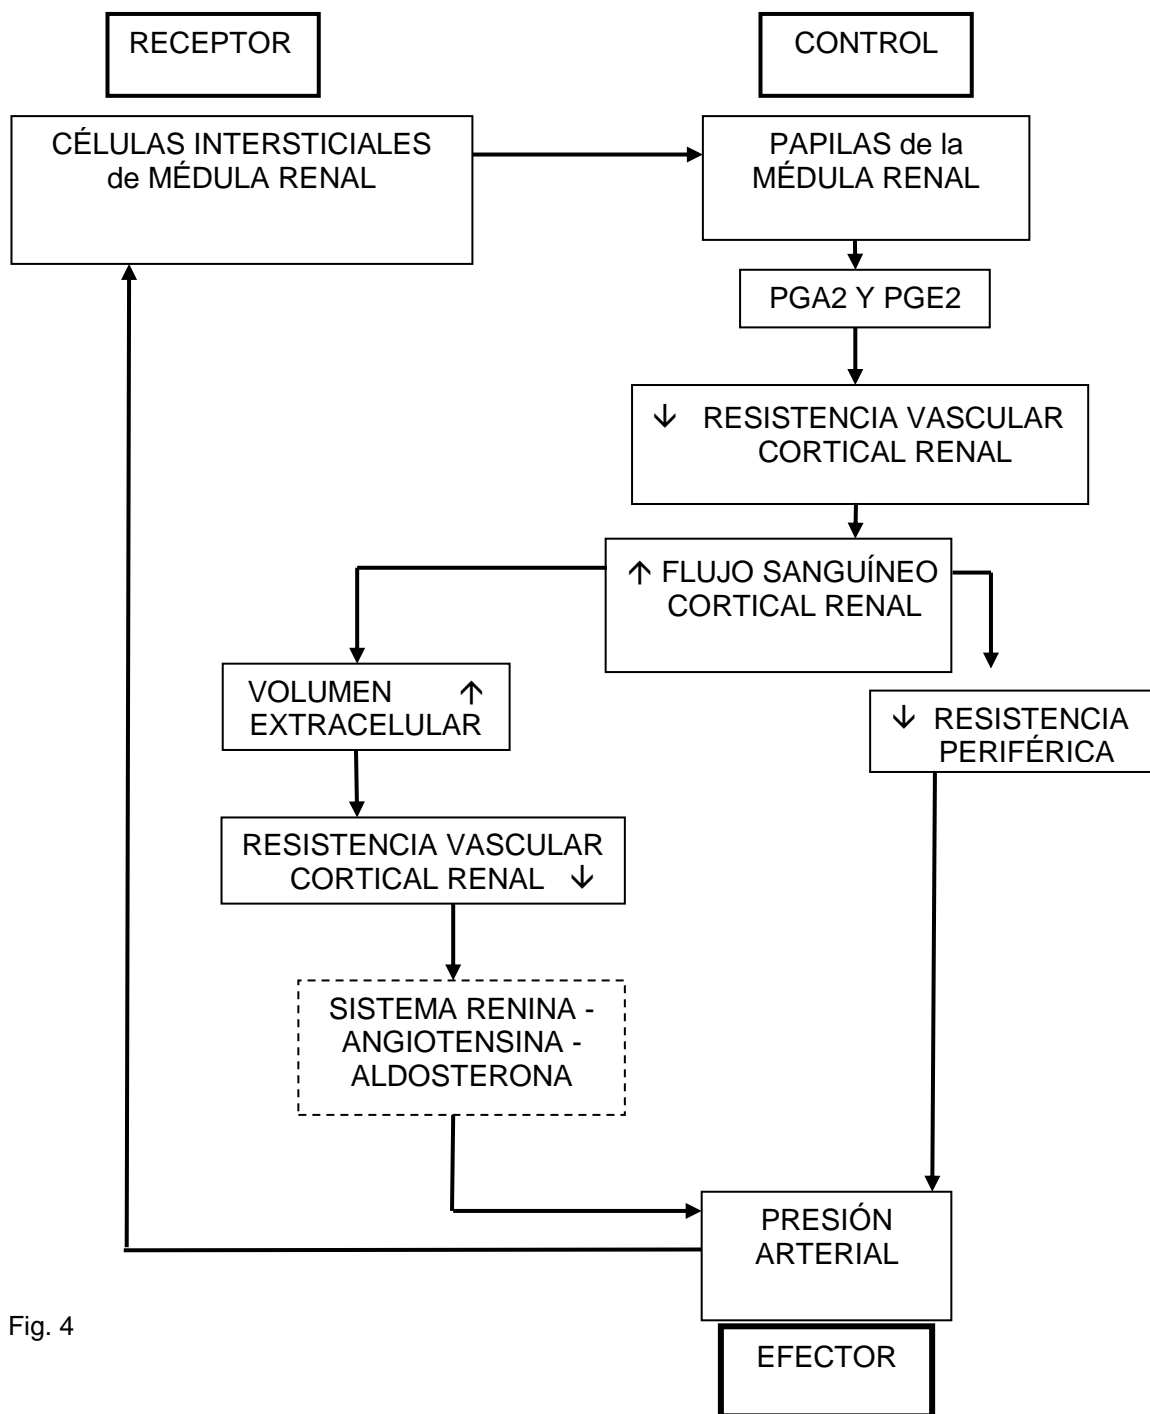 RECEPTOR
CONTROL
CÉLULAS INTERSTICIALES
de MÉDULA RENAL
PAPILAS de la
MÉDULA RENAL
PGA2 Y PGE2
↓ RESISTENCIA VASCULAR
CORTICAL RENAL
↑ FLUJO SANGUÍNEO
CORTICAL RENAL
VOLUMEN ↑
EXTRACELULAR
↓ RESISTENCIA
PERIFÉRICA
RESISTENCIA VASCULAR
CORTICAL RENAL ↓
SISTEMA RENINA -
ANGIOTENSINA -
ALDOSTERONA
PRESIÓN
ARTERIAL
Fig. 4
EFECTOR